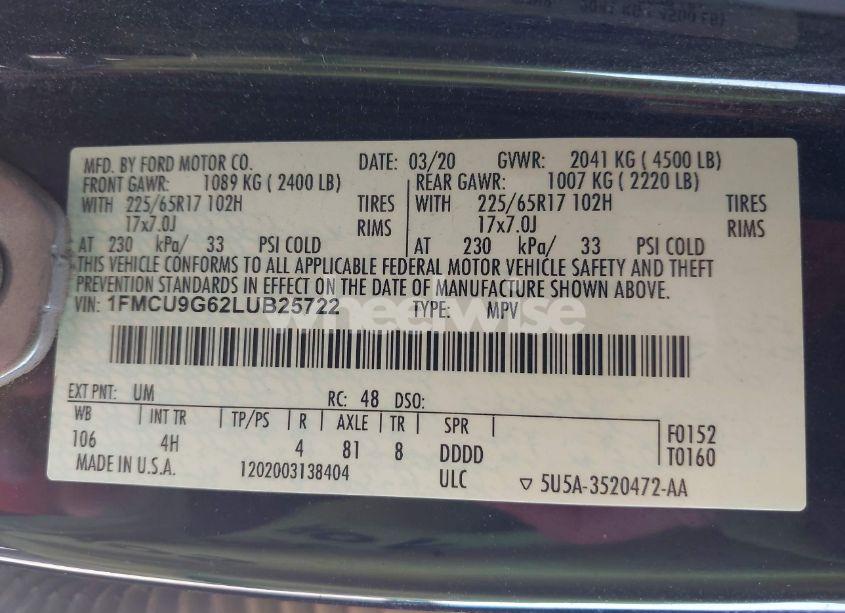 MFD. BY FORD MOTOR CO. DATE: 03/20 GVWR: 2041 KG ( 4500 LB)
FRONT GAWR: 1089 KG ( 2400 LB) REAR GAWR: 1007 KG ( 2220 LB)
WITH 225/65R17 102H TIRES WITH 225/65R17 102H TIRES
17x7.0J RIMS 17x7.0J RIMS
AT 230 kPa/ 33 PSI COLD AT 230 kPa/ 33 PSI COLD
THIS VEHICLE CONFORMS TO ALL APPLICABLE FEDERAL MOTOR VEHICLE SAFETY AND THEFT
PREVENTION STANDARDS IN EFFECT ON THE DATE OF MANUFACTURE SHOWN ABOVE.
VIN: 1FMCU9G62LUB25722 TYPE: MPV
wheelwise
EXT PNT: UM RC: 48 DSO:
WB INT TR TP/PS R AXLE TR SPR
106 4H 4 81 8 DDDD
F0152
T0160
MADE IN U.S.A. 1202003138404 ULC 5U5A-3520472-AA